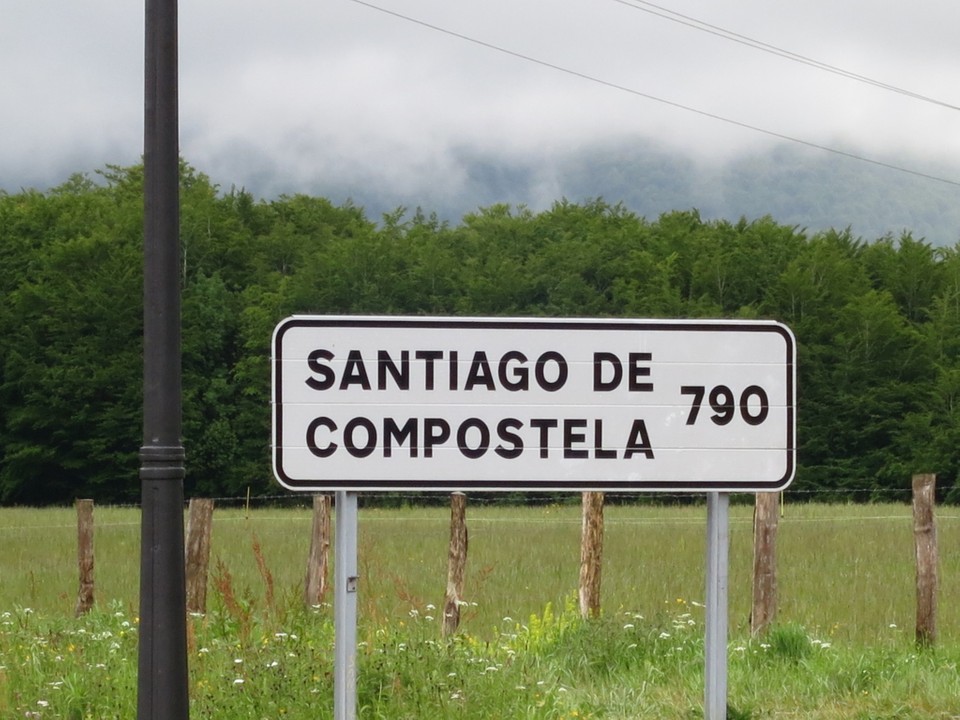 SANTIAGO DE
COMPOSTELA
790